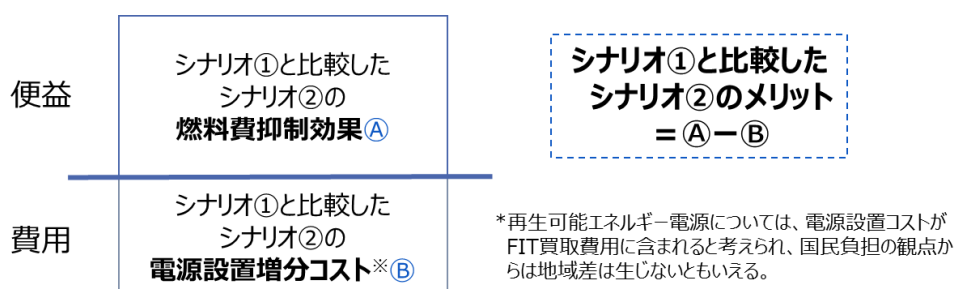 便益
シナリオ①と比較した
シナリオ②の
燃料費抑制効果Ⓐ
シナリオ①と比較した
シナリオ②のメリット
＝Ⓐ－Ⓑ
費用
シナリオ①と比較した
シナリオ②の
電源設置増分コスト※Ⓑ
*再生可能エネルギー電源については、電源設置コストが
FIT買取費用に含まれると考えられ、国民負担の観点か
らは地域差は生じないともいえる。